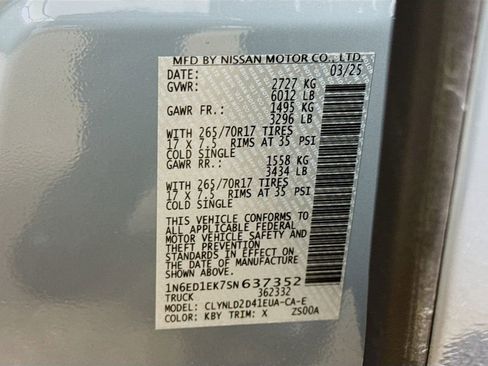 MFD BY NISSAN MOTOR CO., LTD.
DATE: 03/25
GVWR: 2727 KG
6012 LB
GAWR FR.: 1495 KG
3296 LB
WITH 265/70R17 TIRES
17 X 7.5 RIMS AT 35 PSI
COLD SINGLE
GAWR RR.: 1558 KG
3434 LB
WITH 265/70R17 TIRES
17 X 7.5 RIMS AT 35 PSI
COLD SINGLE
THIS VEHICLE CONFORMS TO
ALL APPLICABLE FEDERAL
MOTOR VEHICLE SAFETY AND
THEFT PREVENTION
STANDARDS IN EFFECT ON
THE DATE OF MANUFACTURE
SHOWN ABOVE.
1N6ED1EK7SN637352
TRUCK 362332
MODEL: CLYNLD2D41EUA-CA-E
COLOR: KBY TRIM: X ZS00A